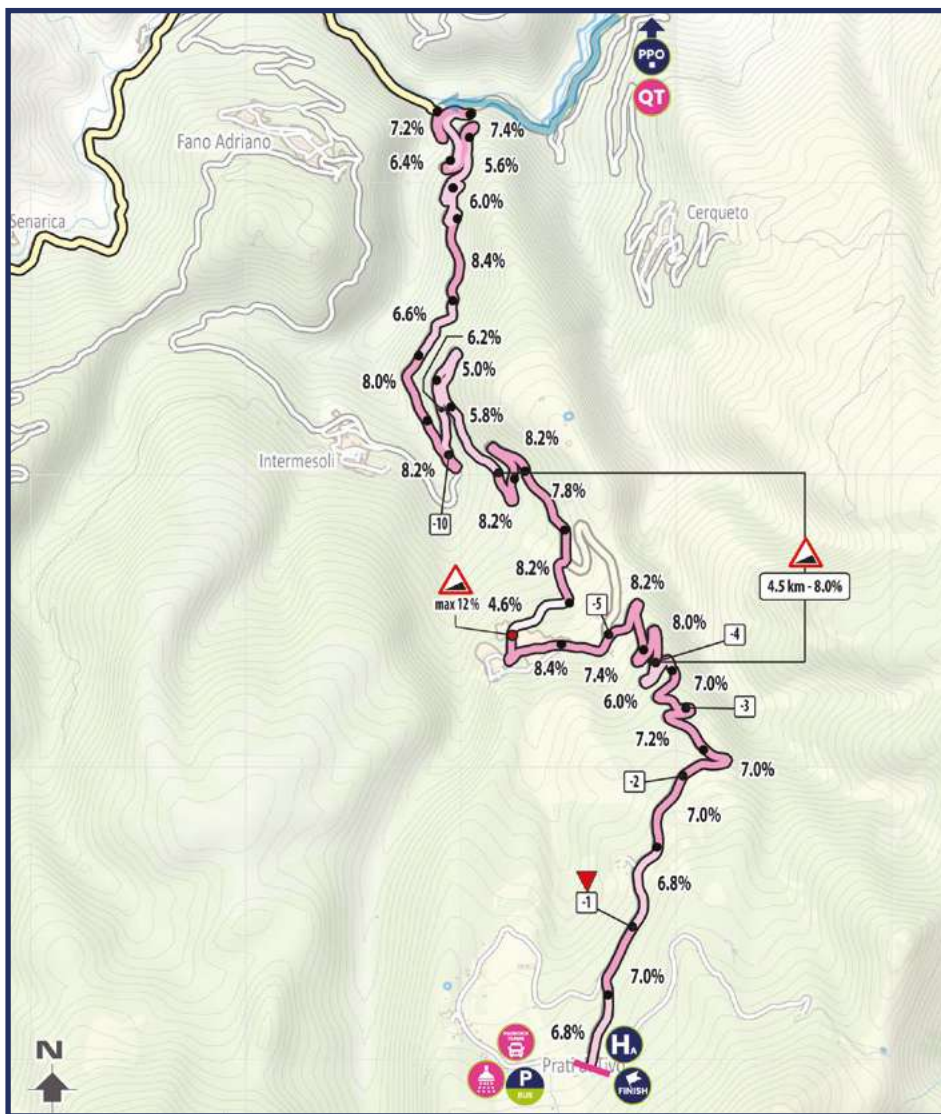 PPO
QT
7.2%
7.4%
Fano Adriano
6.4%
5.6%
6.0%
Cerqueto
Senarica
8.4%
6.6%
6.2%
5.0%
8.0%
5.8%
8.2%
Intermesoli
8.2%
7.8%
8.2%
-10
8.2%
4.5 km - 8.0%
max 12%
4.6%
-5
8.2%
8.0%
-4
8.4%
7.4%
6.0%
7.0%
-3
7.2%
7.0%
-2
7.0%
6.8%
-1
7.0%
6.8%
N
HA
Prati di Tivo
P
BUS
FINISH